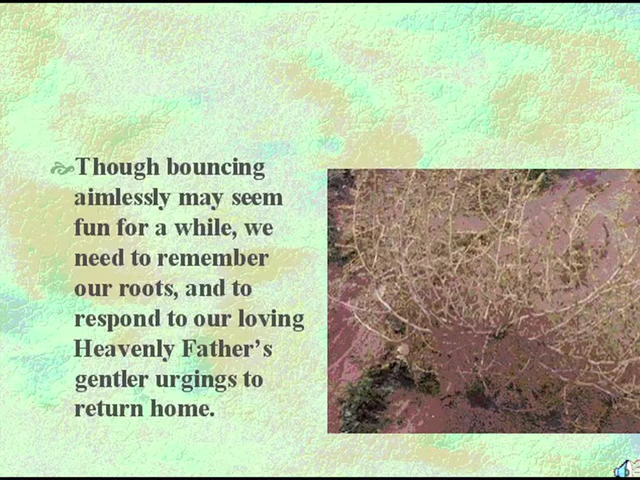 Though bouncing
aimlessly may seem
fun for a while, we
need to remember
our roots, and to
respond to our loving
Heavenly Father’s
gentler urgings to
return home.